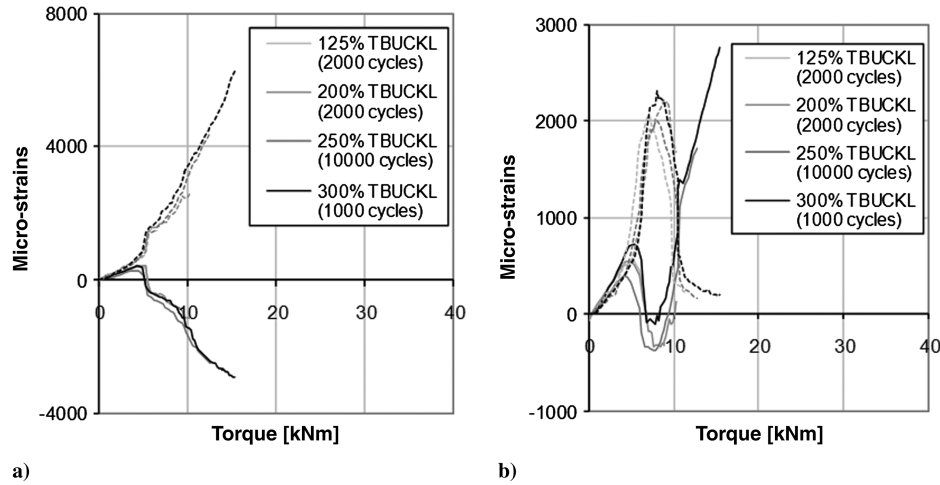 8000
4000
0
-4000
0
10
20
30
40
Micro-strains
Torque [kNm]
125% TBUCKL
(2000 cycles)
200% TBUCKL
(2000 cycles)
250% TBUCKL
(10000 cycles)
300% TBUCKL
(1000 cycles)
a)
3000
2000
1000
0
-1000
0
10
20
30
40
Micro-strains
Torque [kNm]
125% TBUCKL
(2000 cycles)
200% TBUCKL
(2000 cycles)
250% TBUCKL
(10000 cycles)
300% TBUCKL
(1000 cycles)
b)